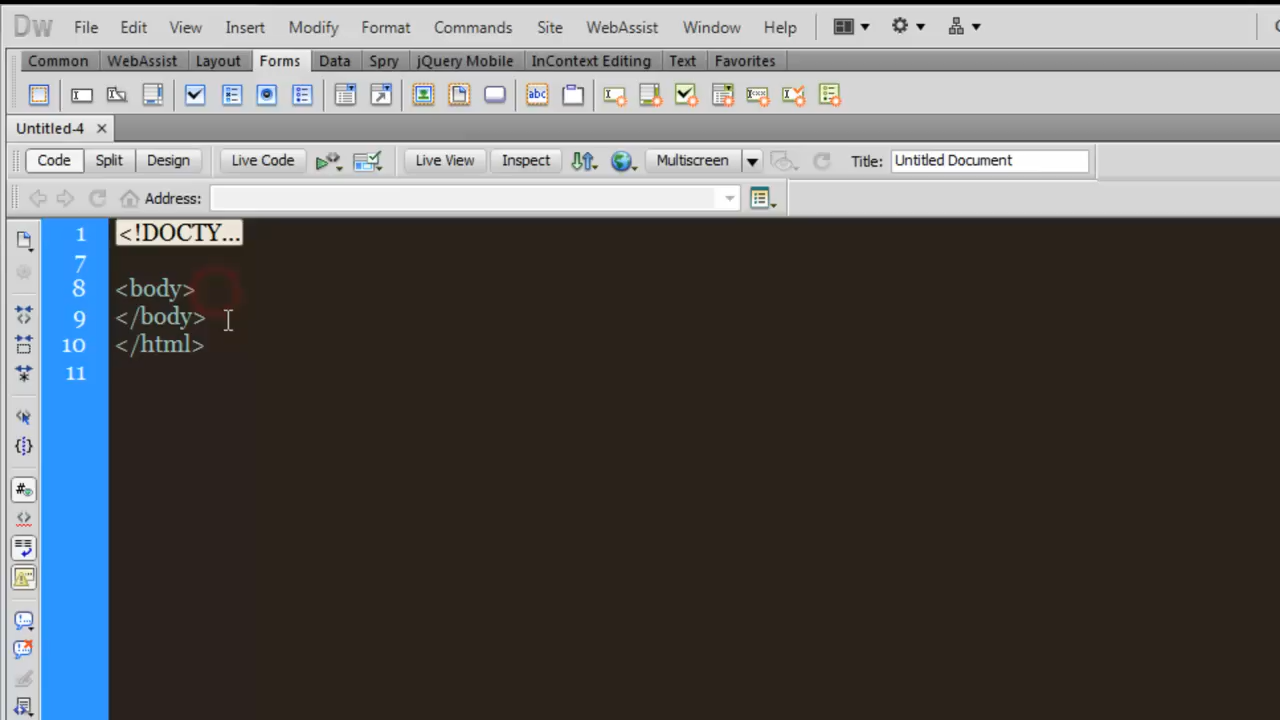 Dw File Edit View Insert Modify Format Commands Site WebAssist Window Help
Common WebAssist Layout Forms Data Spry jQuery Mobile InContext Editing Text Favorites
Untitled-4
Code Split Design Live Code Live View Inspect Multiscreen Title: Untitled Document
Address:
1 <!DOCTY...
7
8 <body>
9 </body>
10 </html>
11